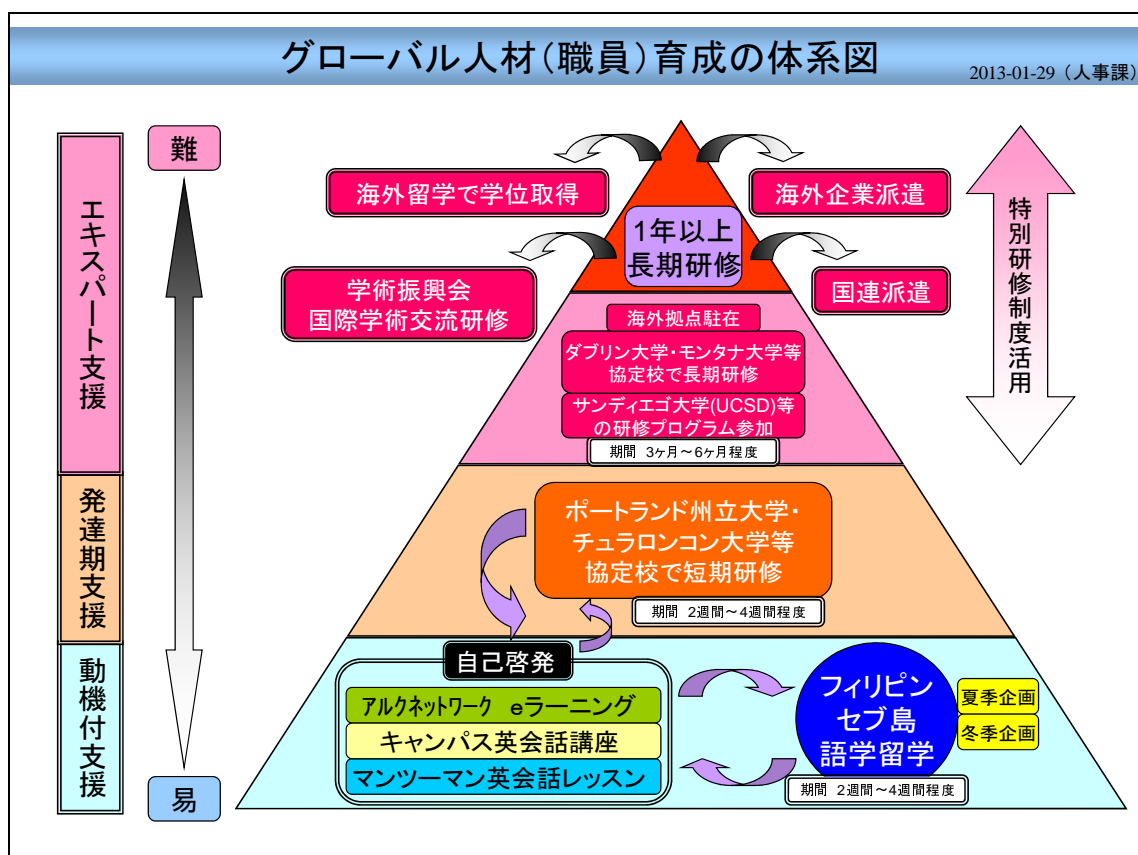 グローバル人材(職員)育成の体系図
2013-01-29(人事課)
エキスパート支援
発達期支援
動機付支援
難
易
海外留学で学位取得
海外企業派遣
1年以上
長期研修
学術振興会
国際学術交流研修
国連派遣
特別研修制度活用
海外拠点駐在
ダブリン大学・モンタナ大学等
協定校で長期研修
サンディエゴ大学(UCSD)等
の研修プログラム参加
期間 3ヶ月~6ヶ月程度
ポートランド州立大学・
チュラロンコン大学等
協定校で短期研修
期間 2週間~4週間程度
自己啓発
アルクネットワーク eラーニング
キャンパス英会話講座
マンツーマン英会話レッスン
フィリピン
セブ島
語学留学
夏季企画
冬季企画
期間 2週間~4週間程度